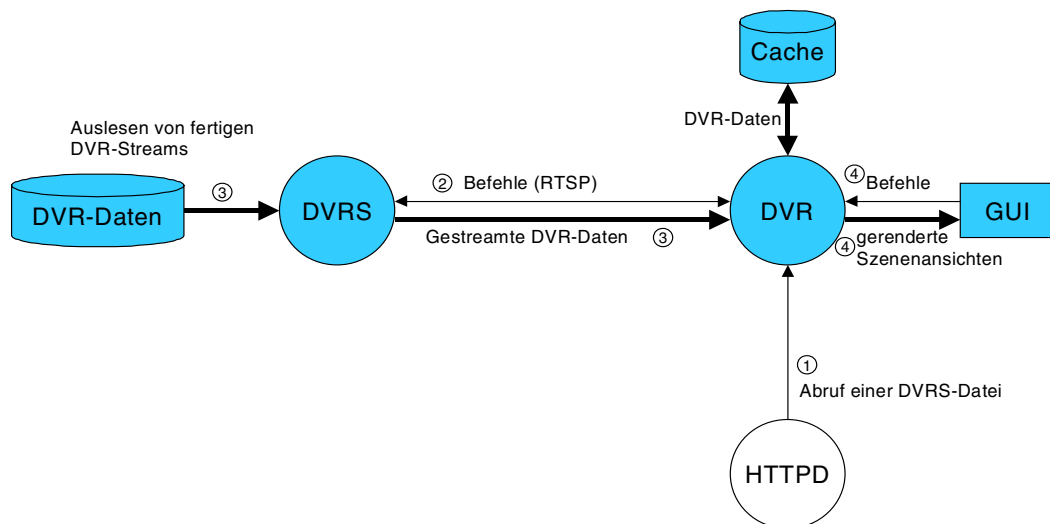 Cache
DVR-Daten
Auslesen von fertigen
DVR-Streams
③
DVR-Daten
DVRS
② Befehle (RTSP)
Gestreamte DVR-Daten ③
DVR
④ Befehle
④ gerenderte
Szenenansichten
GUI
①
Abruf einer DVRS-Datei
HTTPD